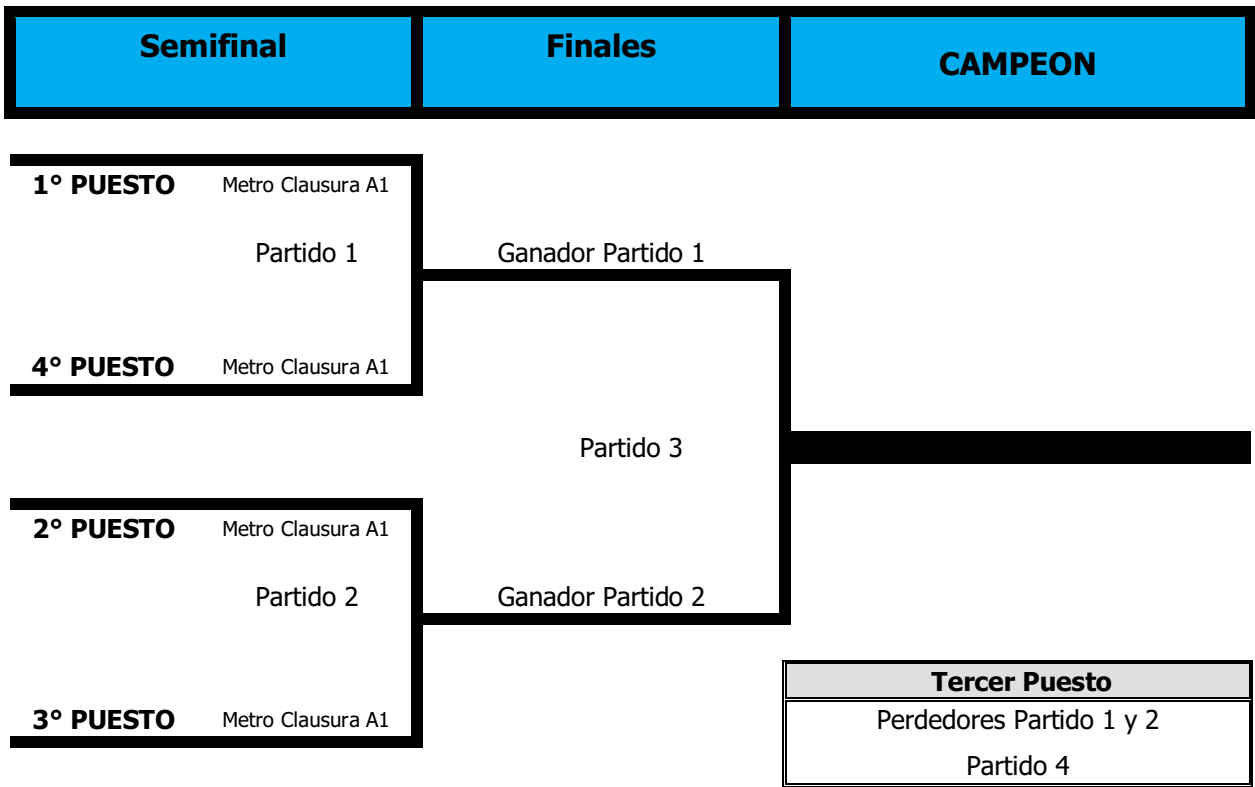 Semifinal
Finales
CAMPEON
1° PUESTO Metro Clausura A1
Partido 1
Ganador Partido 1
4° PUESTO Metro Clausura A1
Partido 3
2° PUESTO Metro Clausura A1
Partido 2
Ganador Partido 2
3° PUESTO Metro Clausura A1
Tercer Puesto
Perdedores Partido 1 y 2
Partido 4